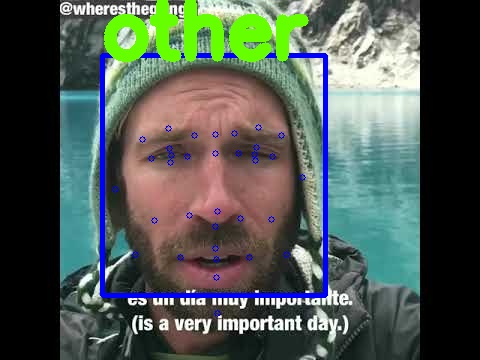 other
es un día muy importante.
(is a very important day.)